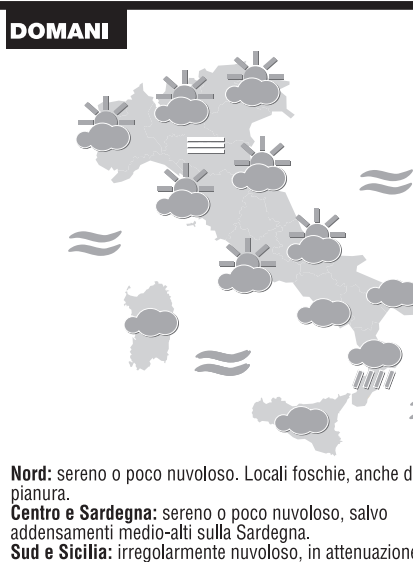 DOMANI
Nord: sereno o poco nuvoloso. Locali foschie, anche d
pianura.
Centro e Sardegna: sereno o poco nuvoloso, salvo
addensamenti medio-alti sulla Sardegna.
Sud e Sicilia: irregolarmente nuvoloso, in attenuazione